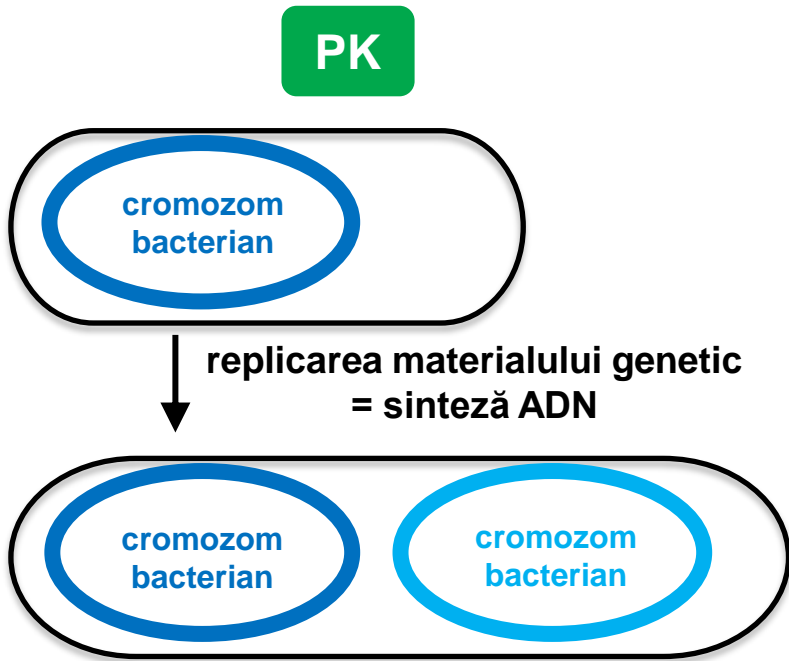 PK
cromozom
bacterian
replicarea materialului genetic
= sinteză ADN
cromozom
bacterian
cromozom
bacterian